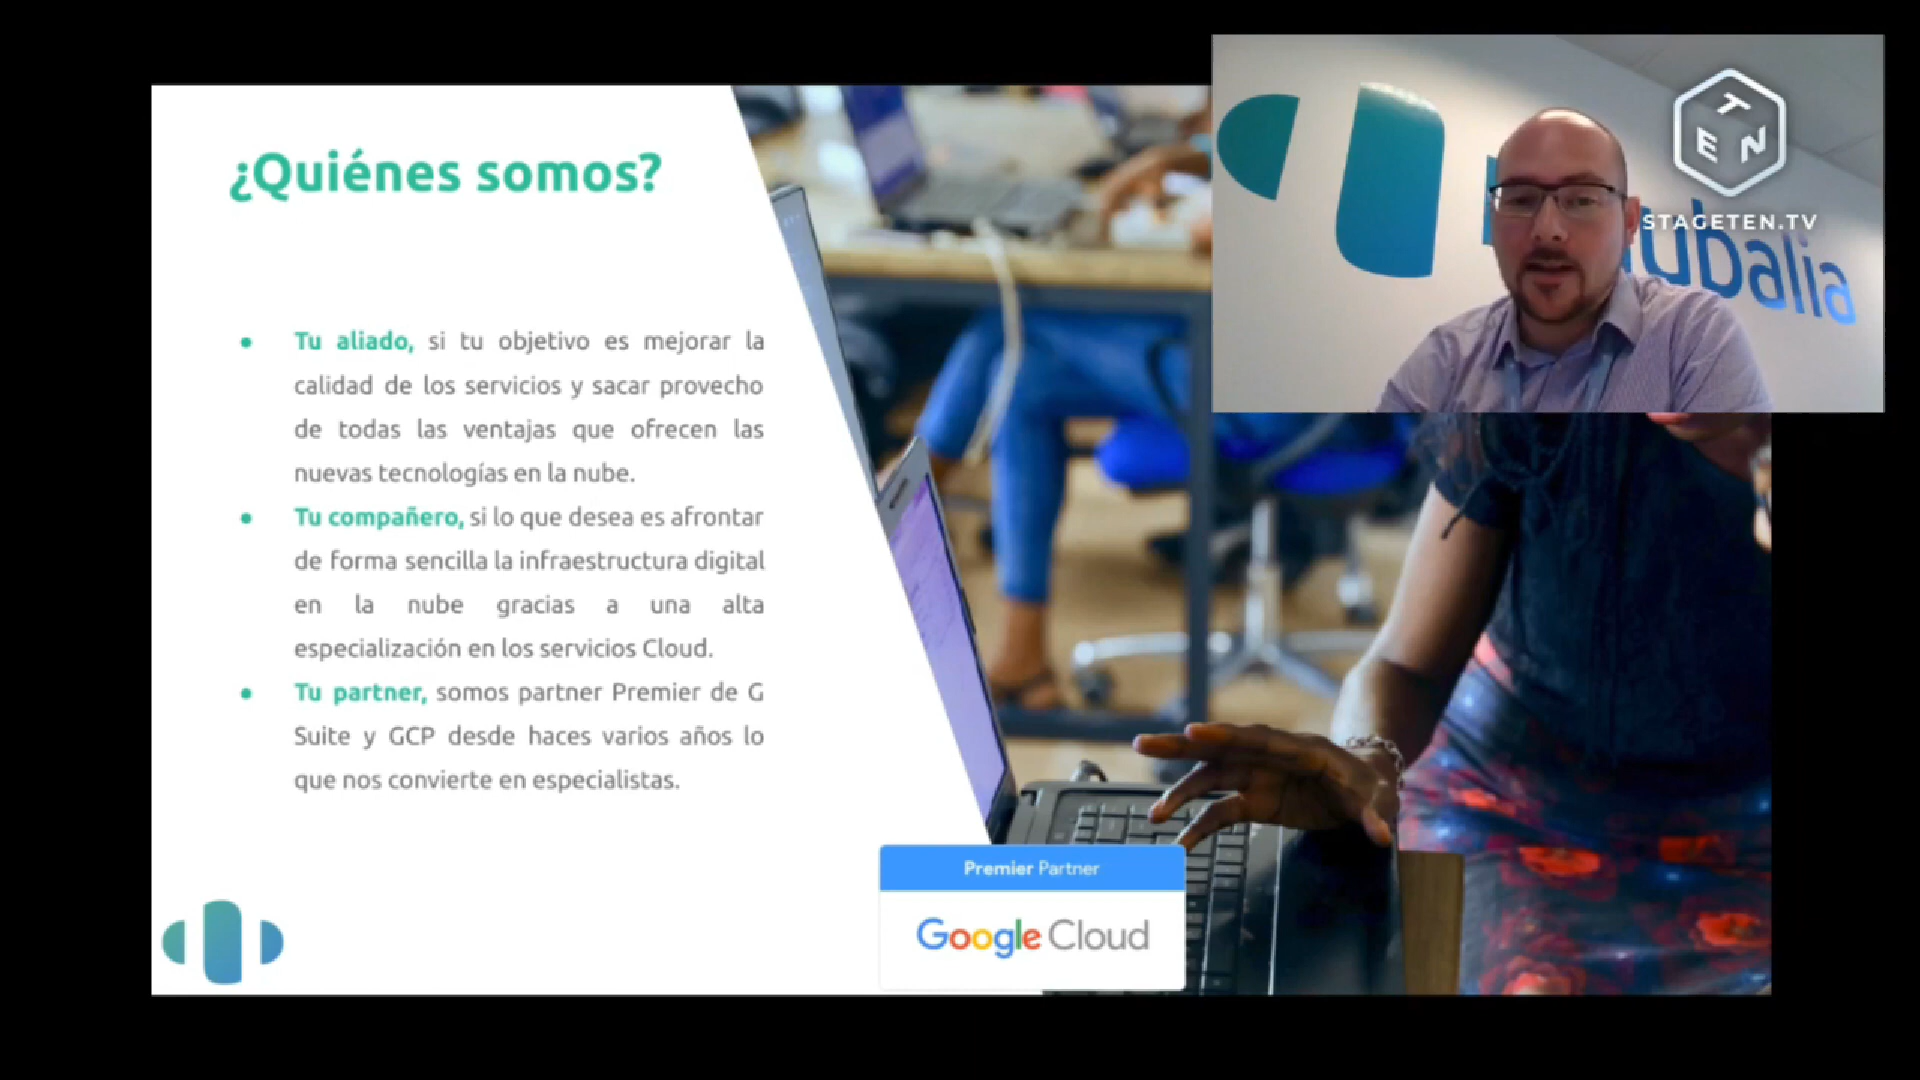 ¿Quiénes somos?
Tu aliado, si tu objetivo es mejorar la
calidad de los servicios y sacar provecho
de todas las ventajas que ofrecen las
nuevas tecnologías en la nube.
Tu compañero, si lo que desea es afrontar
de forma sencilla la infraestructura digital
en la nube gracias a una alta
especialización en los servicios Cloud.
Tu partner, somos partner Premier de G
Suite y GCP desde haces varios años lo
que nos convierte en especialistas.
Premier Partner
Google Cloud
TEN
STAGETEN.TV